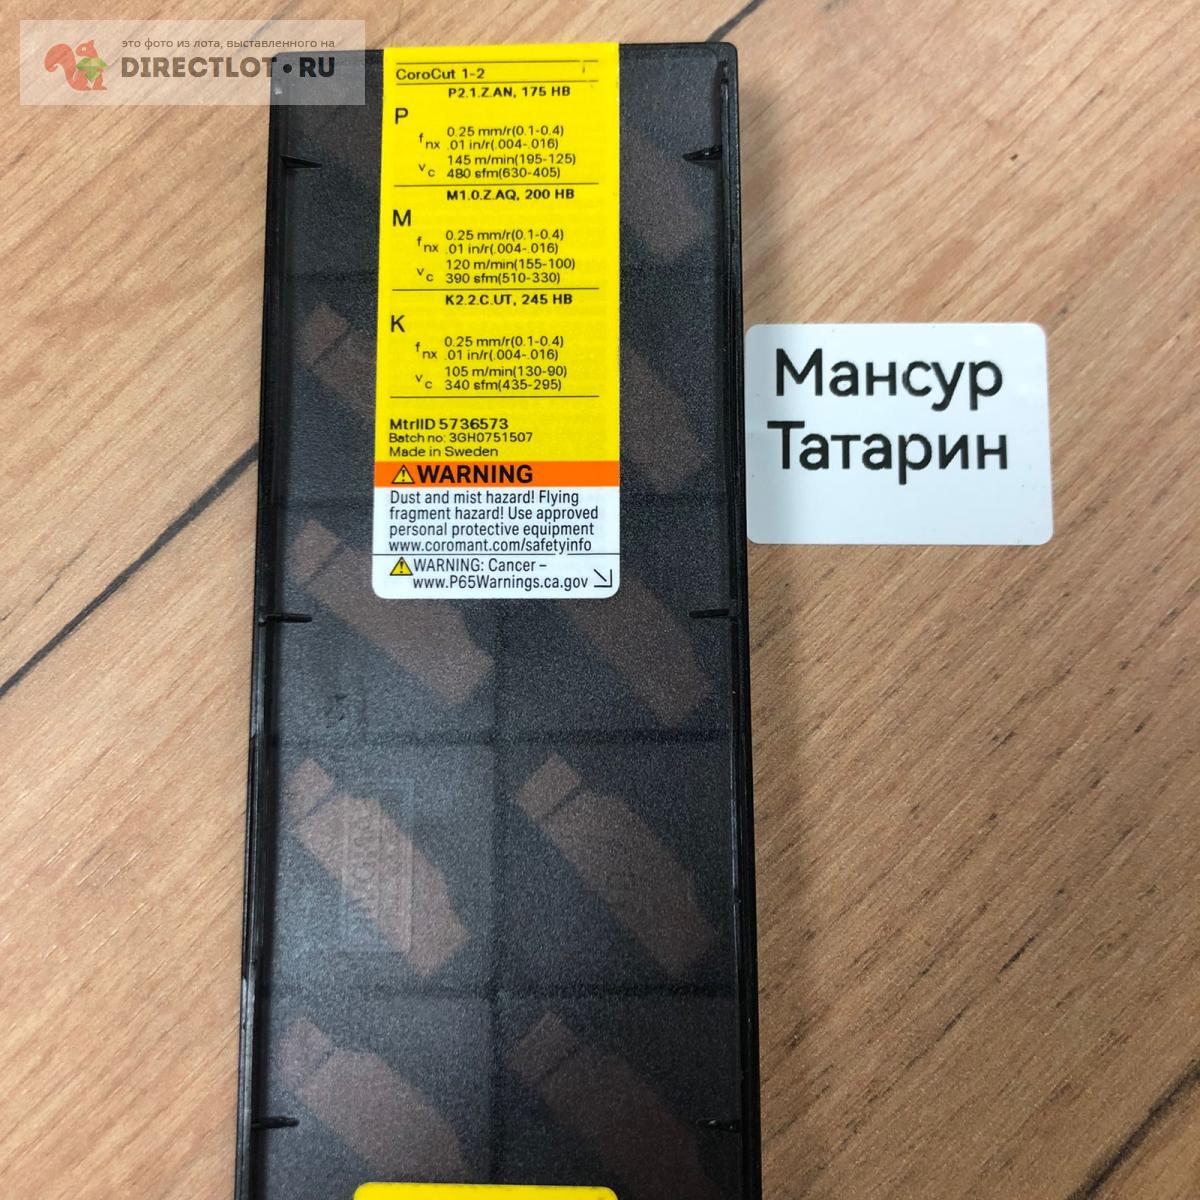 это фото из лота, выставленного на
DIRECTLOT•RU
CoroCut 1-2
P2.1.Z.AN, 175 HB
P
fnx 0.25 mm/r(0.1-0.4)
.01 in/r(.004-.016)
vc 145 m/min(195-125)
480 sfm(630-405)
M1.0.Z.AQ, 200 HB
M
fnx 0.25 mm/r(0.1-0.4)
.01 in/r(.004-.016)
vc 120 m/min(155-100)
390 sfm(510-330)
K2.2.C.UT, 245 HB
K
fnx 0.25 mm/r(0.1-0.4)
.01 in/r(.004-.016)
vc 105 m/min(130-90)
340 sfm(435-295)
MtrlID 5736573
Batch no: 3GH0751507
Made in Sweden
WARNING
Dust and mist hazard! Flying
fragment hazard! Use approved
personal protective equipment
www.coromant.com/safetyinfo
WARNING: Cancer –
www.P65Warnings.ca.gov
Мансур
Татарин